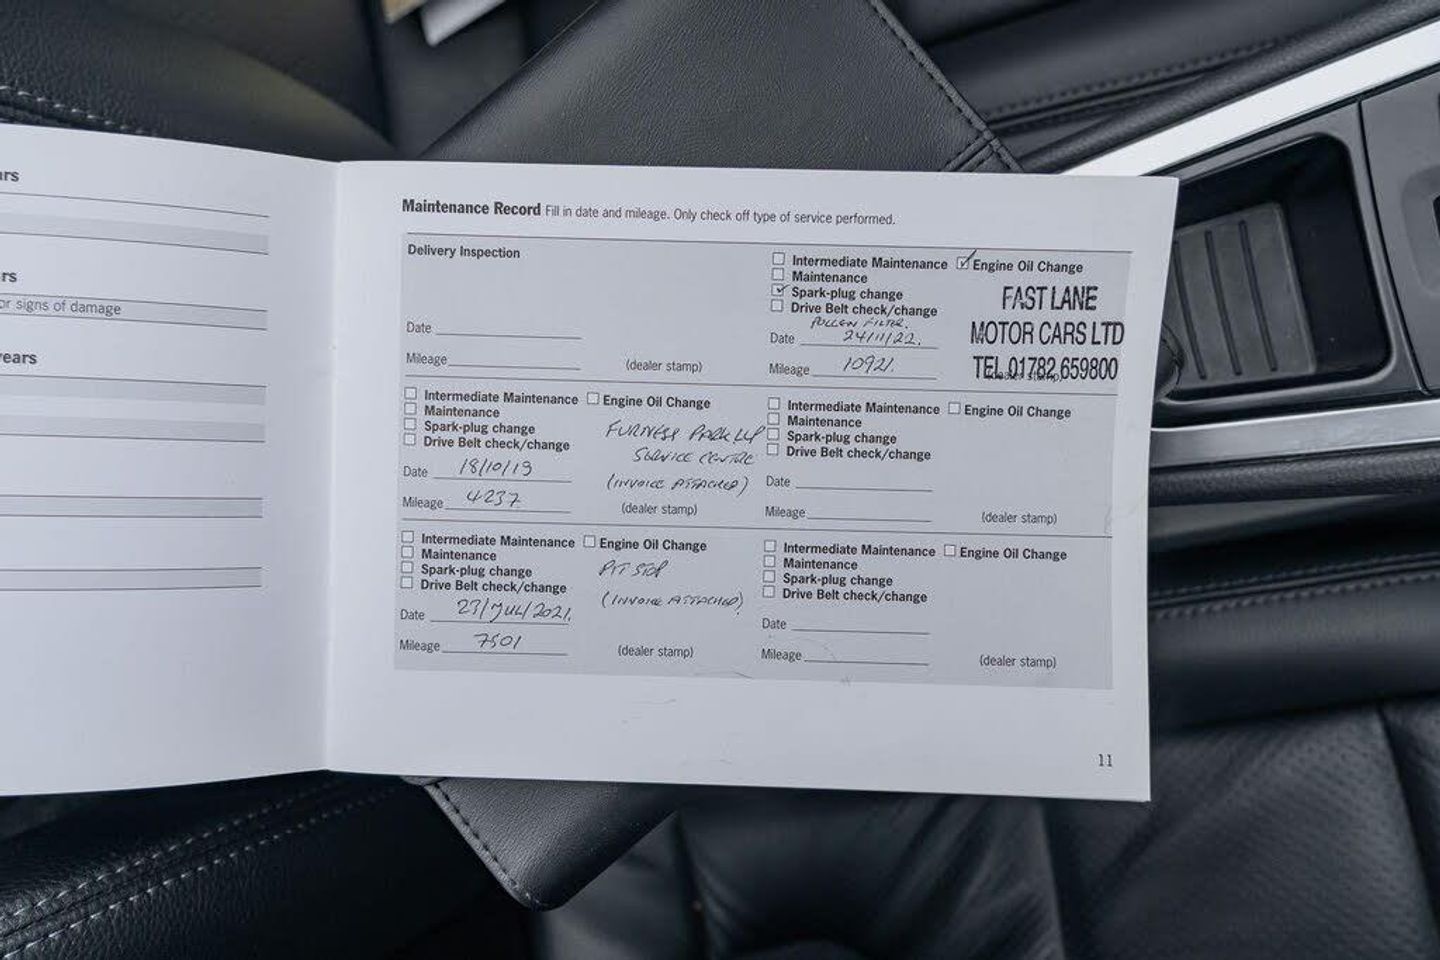 rs
rs
or signs of damage
ears
Maintenance Record Fill in date and mileage. Only check off type of service performed.
Delivery Inspection
Date
Mileage
(dealer stamp)
Intermediate Maintenance
Engine Oil Change
Maintenance
Spark-plug change
Drive Belt check/change
POLLEN FILTER.
Date 24/11/22.
Mileage 10921.
FAST LANE
MOTOR CARS LTD
TEL 01782 659800
Intermediate Maintenance
Engine Oil Change
Maintenance
Spark-plug change
Drive Belt check/change
Date 18/10/19
Mileage 4237
FURNESS PARK LLP
SERVICE CENTRE
(INVOICE ATTACHED)
(dealer stamp)
Intermediate Maintenance
Engine Oil Change
Maintenance
Spark-plug change
Drive Belt check/change
Date
Mileage
(dealer stamp)
Intermediate Maintenance
Engine Oil Change
Maintenance
Spark-plug change
Drive Belt check/change
Date 23/JUL/2021.
Mileage 7501
PIT STOP
(INVOICE ATTACHED)
(dealer stamp)
Intermediate Maintenance
Engine Oil Change
Maintenance
Spark-plug change
Drive Belt check/change
Date
Mileage
(dealer stamp)
11